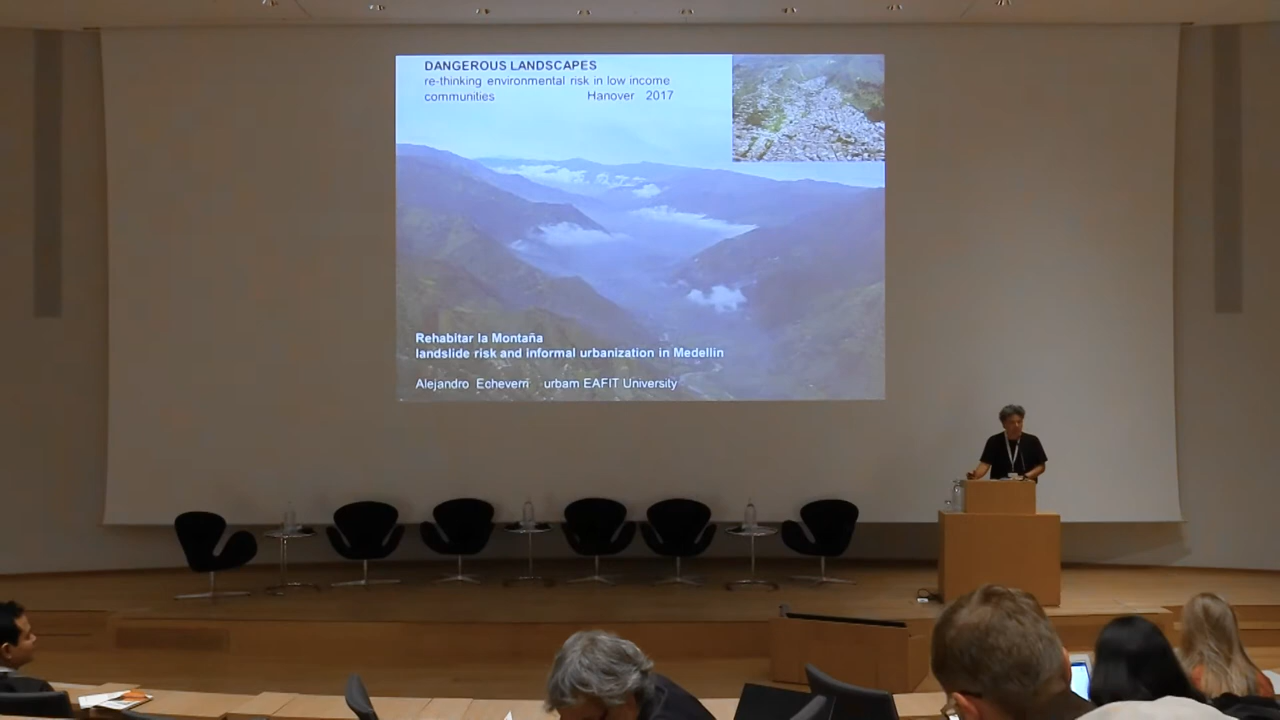 DANGEROUS LANDSCAPES
re-thinking environmental risk in low income
communities Hanover 2017
Rehabitar la Montaña
landslide risk and informal urbanization in Medellin
Alejandro Echeverri urbam EAFIT University